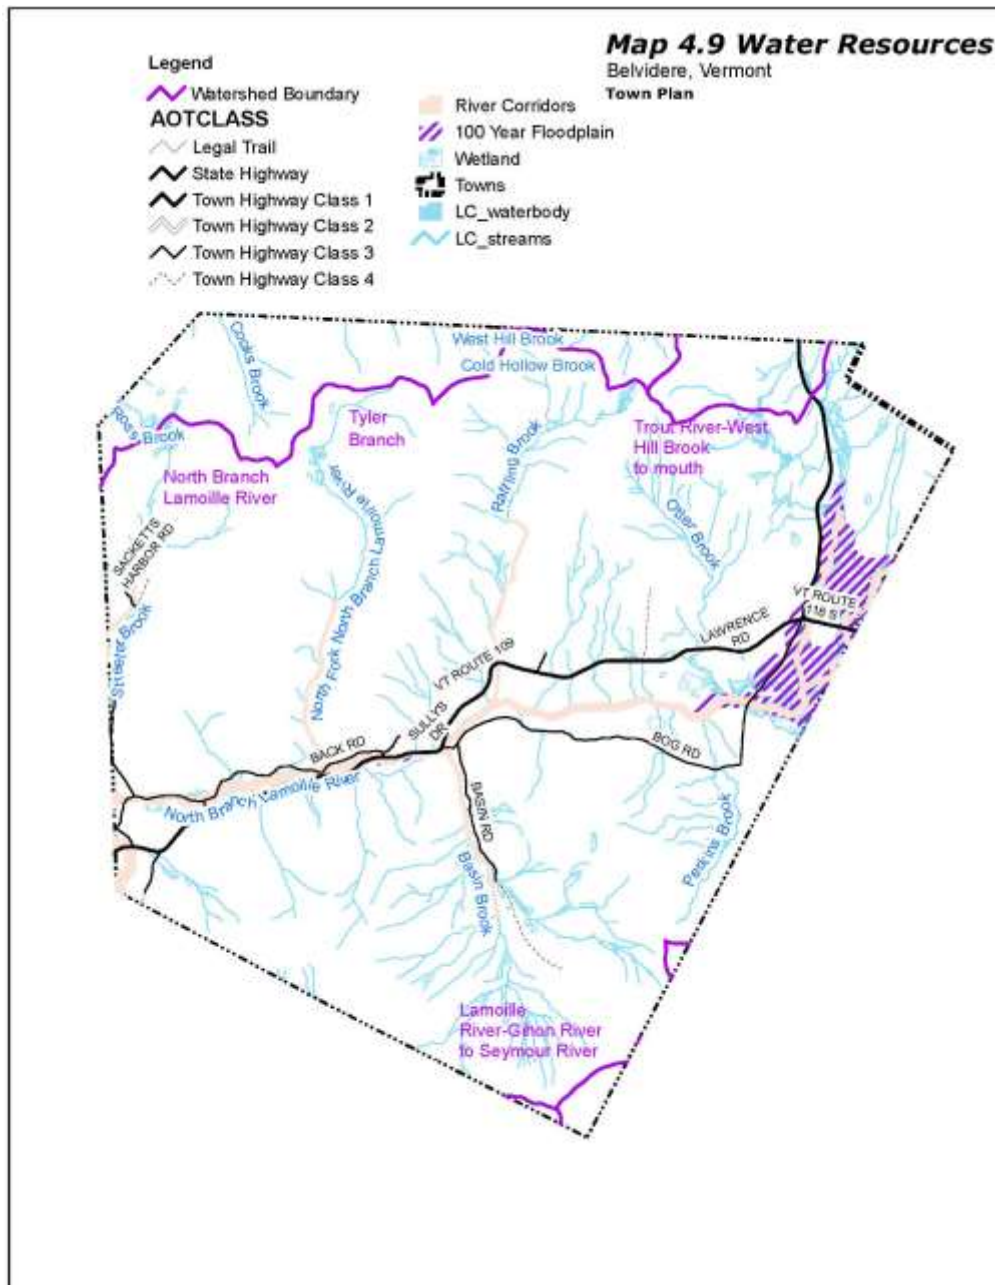 Map 4.9 Water Resources
Belvidere, Vermont
Town Plan
Legend
Watershed Boundary
AOTCLASS
Legal Trail
State Highway
Town Highway Class 1
Town Highway Class 2
Town Highway Class 3
Town Highway Class 4
River Corridors
100 Year Floodplain
Wetland
Towns
LC_waterbody
LC_streams
Cooks Brook
West Hill Brook
Cold Hollow Brook
Ross Brook
Tyler
Branch
Trout River-West
Hill Brook
to mouth
North Branch
Lamoille River
Rattling Brook
Otter Brook
North Fork North Branch Lamoille River
SACKETTS
HARBOR RD
Streeter Brook
VT ROUTE
118 ST
LAWRENCE
RD
VT ROUTE 109
SULLYS
DR
BACK RD
BOG RD
North Branch Lamoille River
BASIN RD
Basin Brook
Perkins Brook
Lamoille
River-Gihon River
to Seymour River